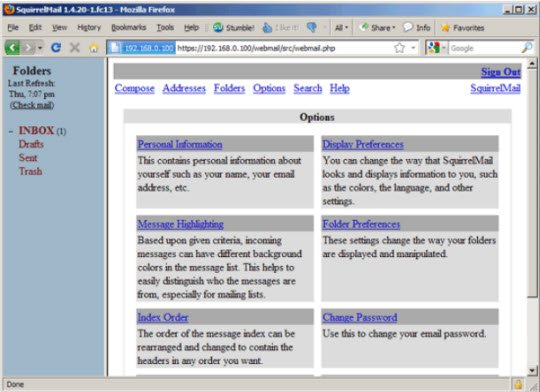 SquirrelMail 1.4.20-1.fc13 - Mozilla Firefox
File Edit View History Bookmarks Tools Help
Stumble! I like it! All Share Info Favorites
192.168.0.100 https://192.168.0.100/webmail/src/webmail.php Google
Folders
Last Refresh:
Thu, 7:07 pm
(Check mail)
– INBOX (1)
Drafts
Sent
Trash
Sign Out
Compose Addresses Folders Options Search Help SquirrelMail
Options
Personal Information
This contains personal information about
yourself such as your name, your email
address, etc.
Display Preferences
You can change the way that SquirrelMail
looks and displays information to you, such
as the colors, the language, and other
settings.
Message Highlighting
Based upon given criteria, incoming
messages can have different background
colors in the message list. This helps to
easily distinguish who the messages are
from, especially for mailing lists.
Folder Preferences
These settings change the way your folders
are displayed and manipulated.
Index Order
The order of the message index can be
rearranged and changed to contain the
headers in any order you want.
Change Password
Use this to change your email password.
Done